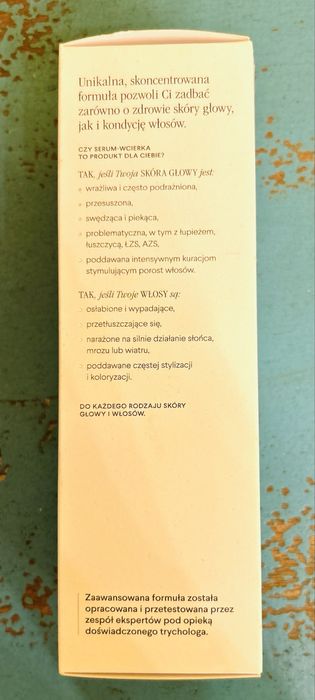 Unikalna, skoncentrowana
formuła pozwoli Ci zadbać
zarówno o zdrowie skóry głowy,
jak i kondycję włosów.
CZY SERUM-WCIERKA
TO PRODUKT DLA CIEBIE?
TAK, jeśli Twoja SKÓRA GŁOWY jest:
wrażliwa i często podrażniona,
przesuszona,
swędząca i piekąca,
problematyczna, w tym z łupieżem,
łuszczycą, ŁZS, AZS,
poddawana intensywnym kuracjom
stymulującym porost włosów.
TAK, jeśli Twoje WŁOSY są:
osłabione i wypadające,
przetłuszczające się,
narażone na silnie działanie słońca,
mrozu lub wiatru,
poddawane częstej stylizacji
i koloryzacji.
DO KAŻDEGO RODZAJU SKÓRY
GŁOWY I WŁOSÓW.
Zaawansowana formuła została
opracowana i przetestowana przez
zespół ekspertów pod opieką
doświadczonego trychologa.